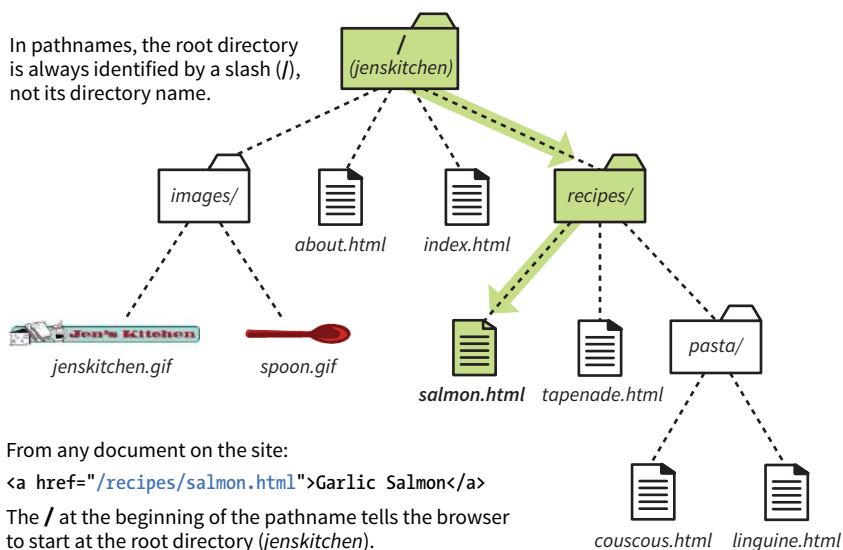 In pathnames, the root directory
is always identified by a slash (/),
not its directory name.
/
(jenskitchen)
images/
about.html
index.html
recipes/
Jen's Kitchen
jenskitchen.gif
spoon.gif
salmon.html
tapenade.html
pasta/
couscous.html
linguine.html
From any document on the site:
<a href="/recipes/salmon.html">Garlic Salmon</a>
The / at the beginning of the pathname tells the browser
to start at the root directory (jenskitchen).